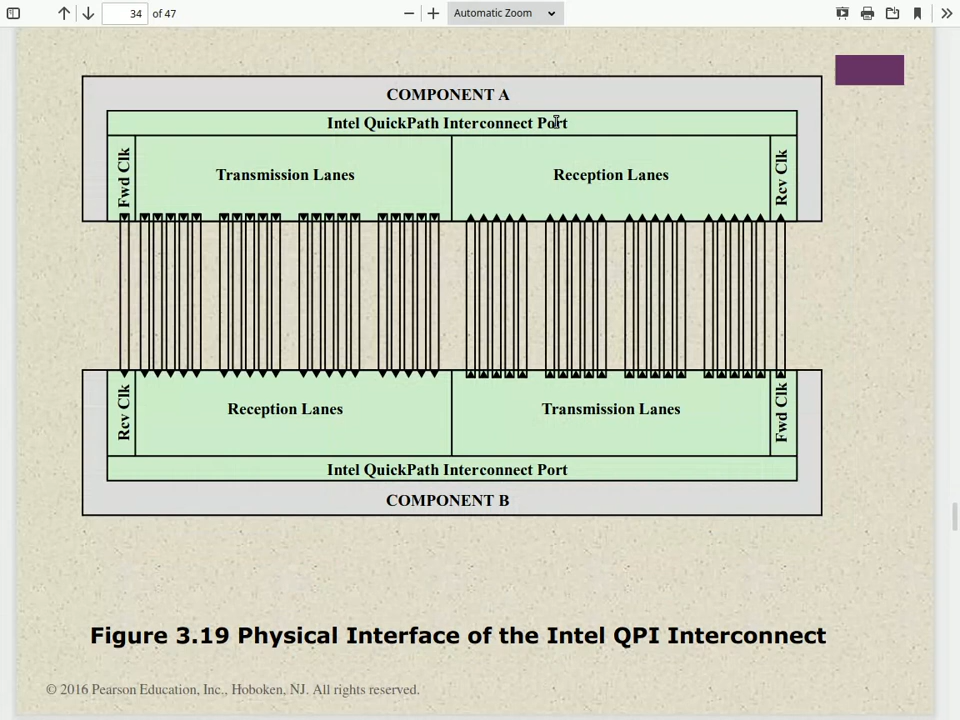 34 of 47
Automatic Zoom
COMPONENT A
Intel QuickPath Interconnect Port
Fwd Clk
Transmission Lanes
Reception Lanes
Rcv Clk
Rcv Clk
Reception Lanes
Transmission Lanes
Fwd Clk
Intel QuickPath Interconnect Port
COMPONENT B
Figure 3.19 Physical Interface of the Intel QPI Interconnect
© 2016 Pearson Education, Inc., Hoboken, NJ. All rights reserved.